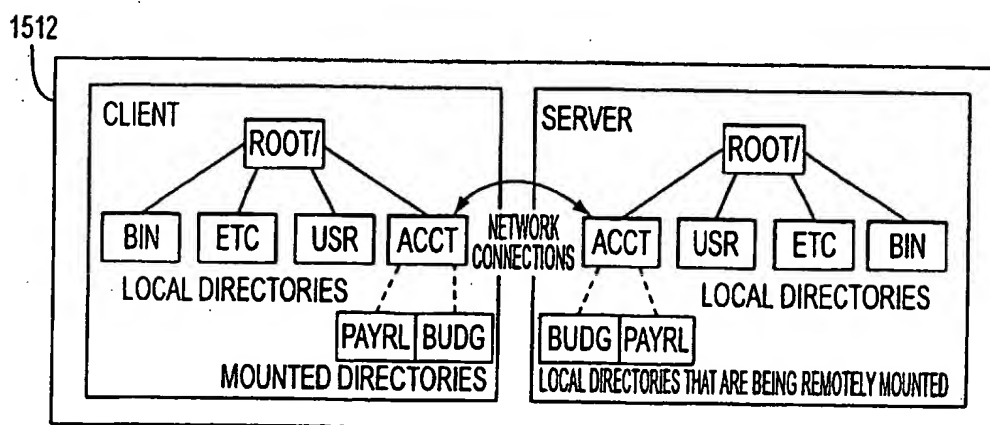 1512
CLIENT
ROOT/
BIN
ETC
USR
ACCT
LOCAL DIRECTORIES
PAYRL
BUDG
MOUNTED DIRECTORIES
NETWORK
CONNECTIONS
SERVER
ROOT/
ACCT
USR
ETC
BIN
LOCAL DIRECTORIES
BUDG
PAYRL
LOCAL DIRECTORIES THAT ARE BEING REMOTELY MOUNTED